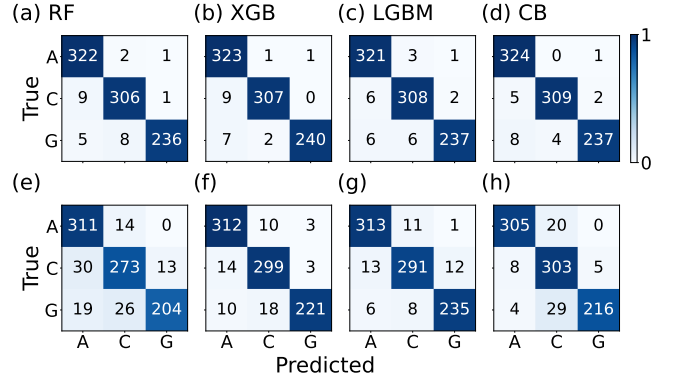 (a) RF (b) XGB (c) LGBM (d) CB
A 322 2 1 323 1 1 321 3 1 324 0 1 1
True C 9 306 1 9 307 0 6 308 2 5 309 2
G 5 8 236 7 2 240 6 6 237 8 4 237 0
(e) (f) (g) (h)
A 311 14 0 312 10 3 313 11 1 305 20 0
True C 30 273 13 14 299 3 13 291 12 8 303 5
G 19 26 204 10 18 221 6 8 235 4 29 216
A C G A C G A C G A C G
Predicted